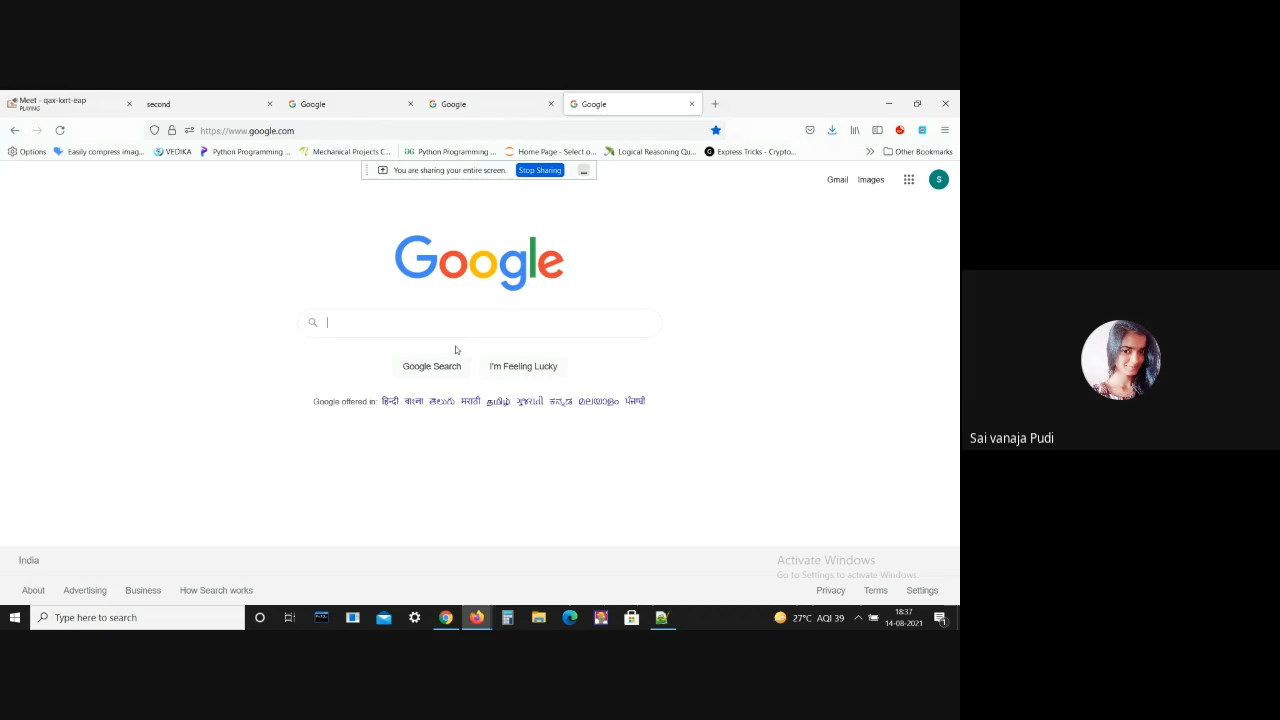 Meet - qax-kxrt-eap
PLAYING
second
Google
Google
Google
https://www.google.com
Options
Easily compress imag...
VEDIKA
Python Programming ...
Mechanical Projects C...
Python Programming ...
Home Page - Select o...
Logical Reasoning Qu...
Express Tricks - Crypto...
Other Bookmarks
You are sharing your entire screen.
Stop Sharing
Gmail
Images
S
Google
Google Search
I'm Feeling Lucky
Google offered in: हिन्दी বাংলা తెలుగు मराठी தமிழ் ગુજરાતી ಕನ್ನಡ മലയാളം ਪੰਜਾਬੀ
Sai vanaja Pudi
India
Activate Windows
Go to Settings to activate Windows.
About
Advertising
Business
How Search works
Privacy
Terms
Settings
Type here to search
27°C AQI 39
18:37
14-08-2021